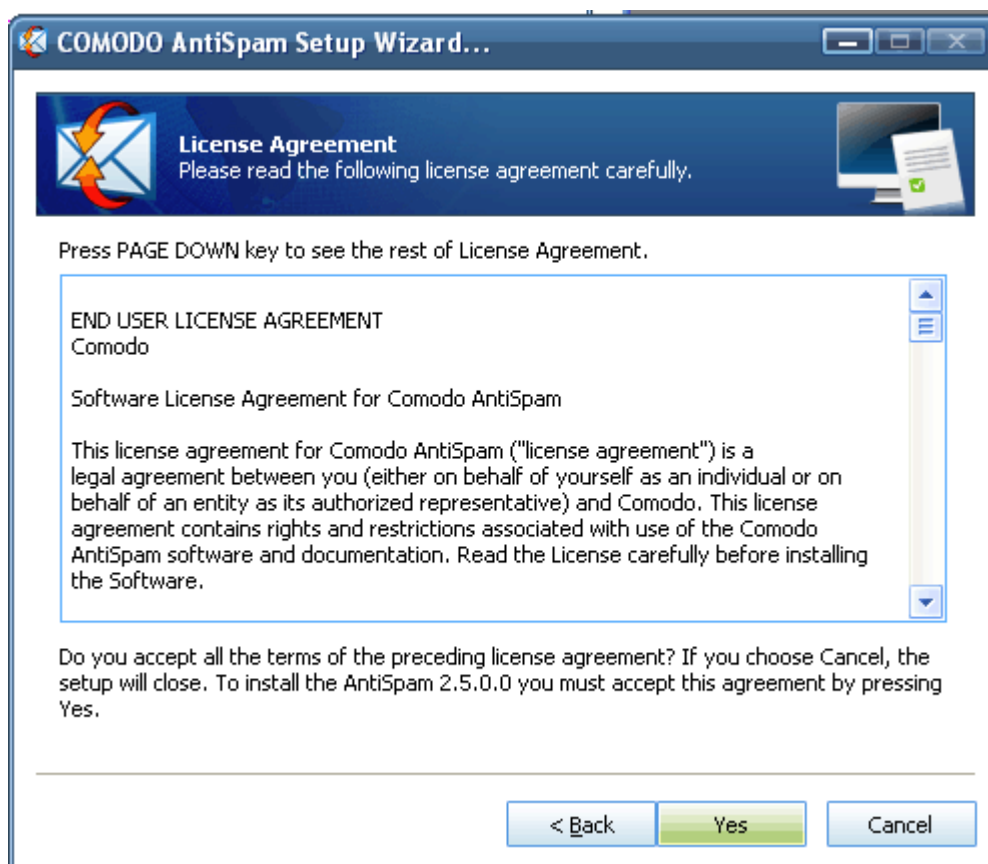 COMODO AntiSpam Setup Wizard...
License Agreement
Please read the following license agreement carefully.
Press PAGE DOWN key to see the rest of License Agreement.
END USER LICENSE AGREEMENT
Comodo
Software License Agreement for Comodo AntiSpam
This license agreement for Comodo AntiSpam ("license agreement") is a
legal agreement between you (either on behalf of yourself as an individual or on
behalf of an entity as its authorized representative) and Comodo. This license
agreement contains rights and restrictions associated with use of the Comodo
AntiSpam software and documentation. Read the License carefully before installing
the Software.
Do you accept all the terms of the preceding license agreement? If you choose Cancel, the
setup will close. To install the AntiSpam 2.5.0.0 you must accept this agreement by pressing
Yes.
< Back
Yes
Cancel